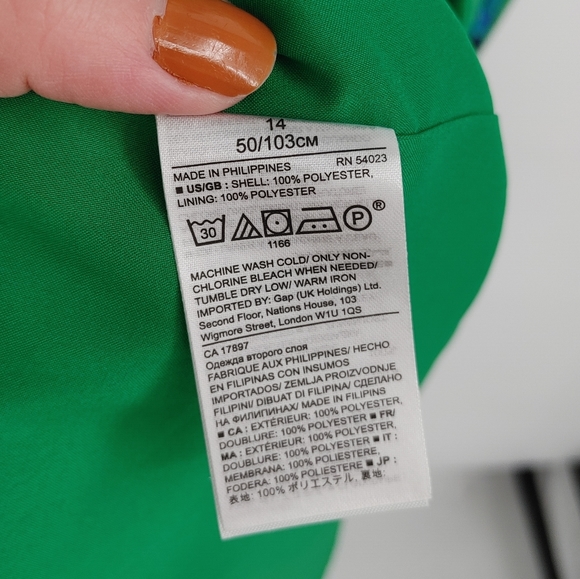 14
50/103CM
MADE IN PHILIPPINES RN 54023
■ US/GB : SHELL: 100% POLYESTER,
LINING: 100% POLYESTER
30 P ®
1166
MACHINE WASH COLD/ ONLY NON-
CHLORINE BLEACH WHEN NEEDED/
TUMBLE DRY LOW/ WARM IRON
IMPORTED BY: Gap (UK Holdings) Ltd.
Second Floor, Nations House, 103
Wigmore Street, London W1U 1QS
CA 17897
Одежда второго слоя
FABRIQUE AUX PHILIPPINES/ HECHO
EN FILIPINAS CON INSUMOS
IMPORTADOS/ ZEMLJA PROIZVODNJE
FILIPINI/ DIBUAT DI FILIPINA/ СДЕЛАНО
НА ФИЛИПИНАХ/ MADE IN FILIPINS
■ CA : EXTÉRIEUR: 100% POLYESTER,
DOUBLURE: 100% POLYESTER ■ FR/
MA : EXTÉRIEUR: 100% POLYESTER,
DOUBLURE: 100% POLYESTER ■ IT :
MEMBRANA: 100% POLIESTERE,
FODERA: 100% POLIESTERE ■ JP :
表地: 100% ポリエステル, 裏地: